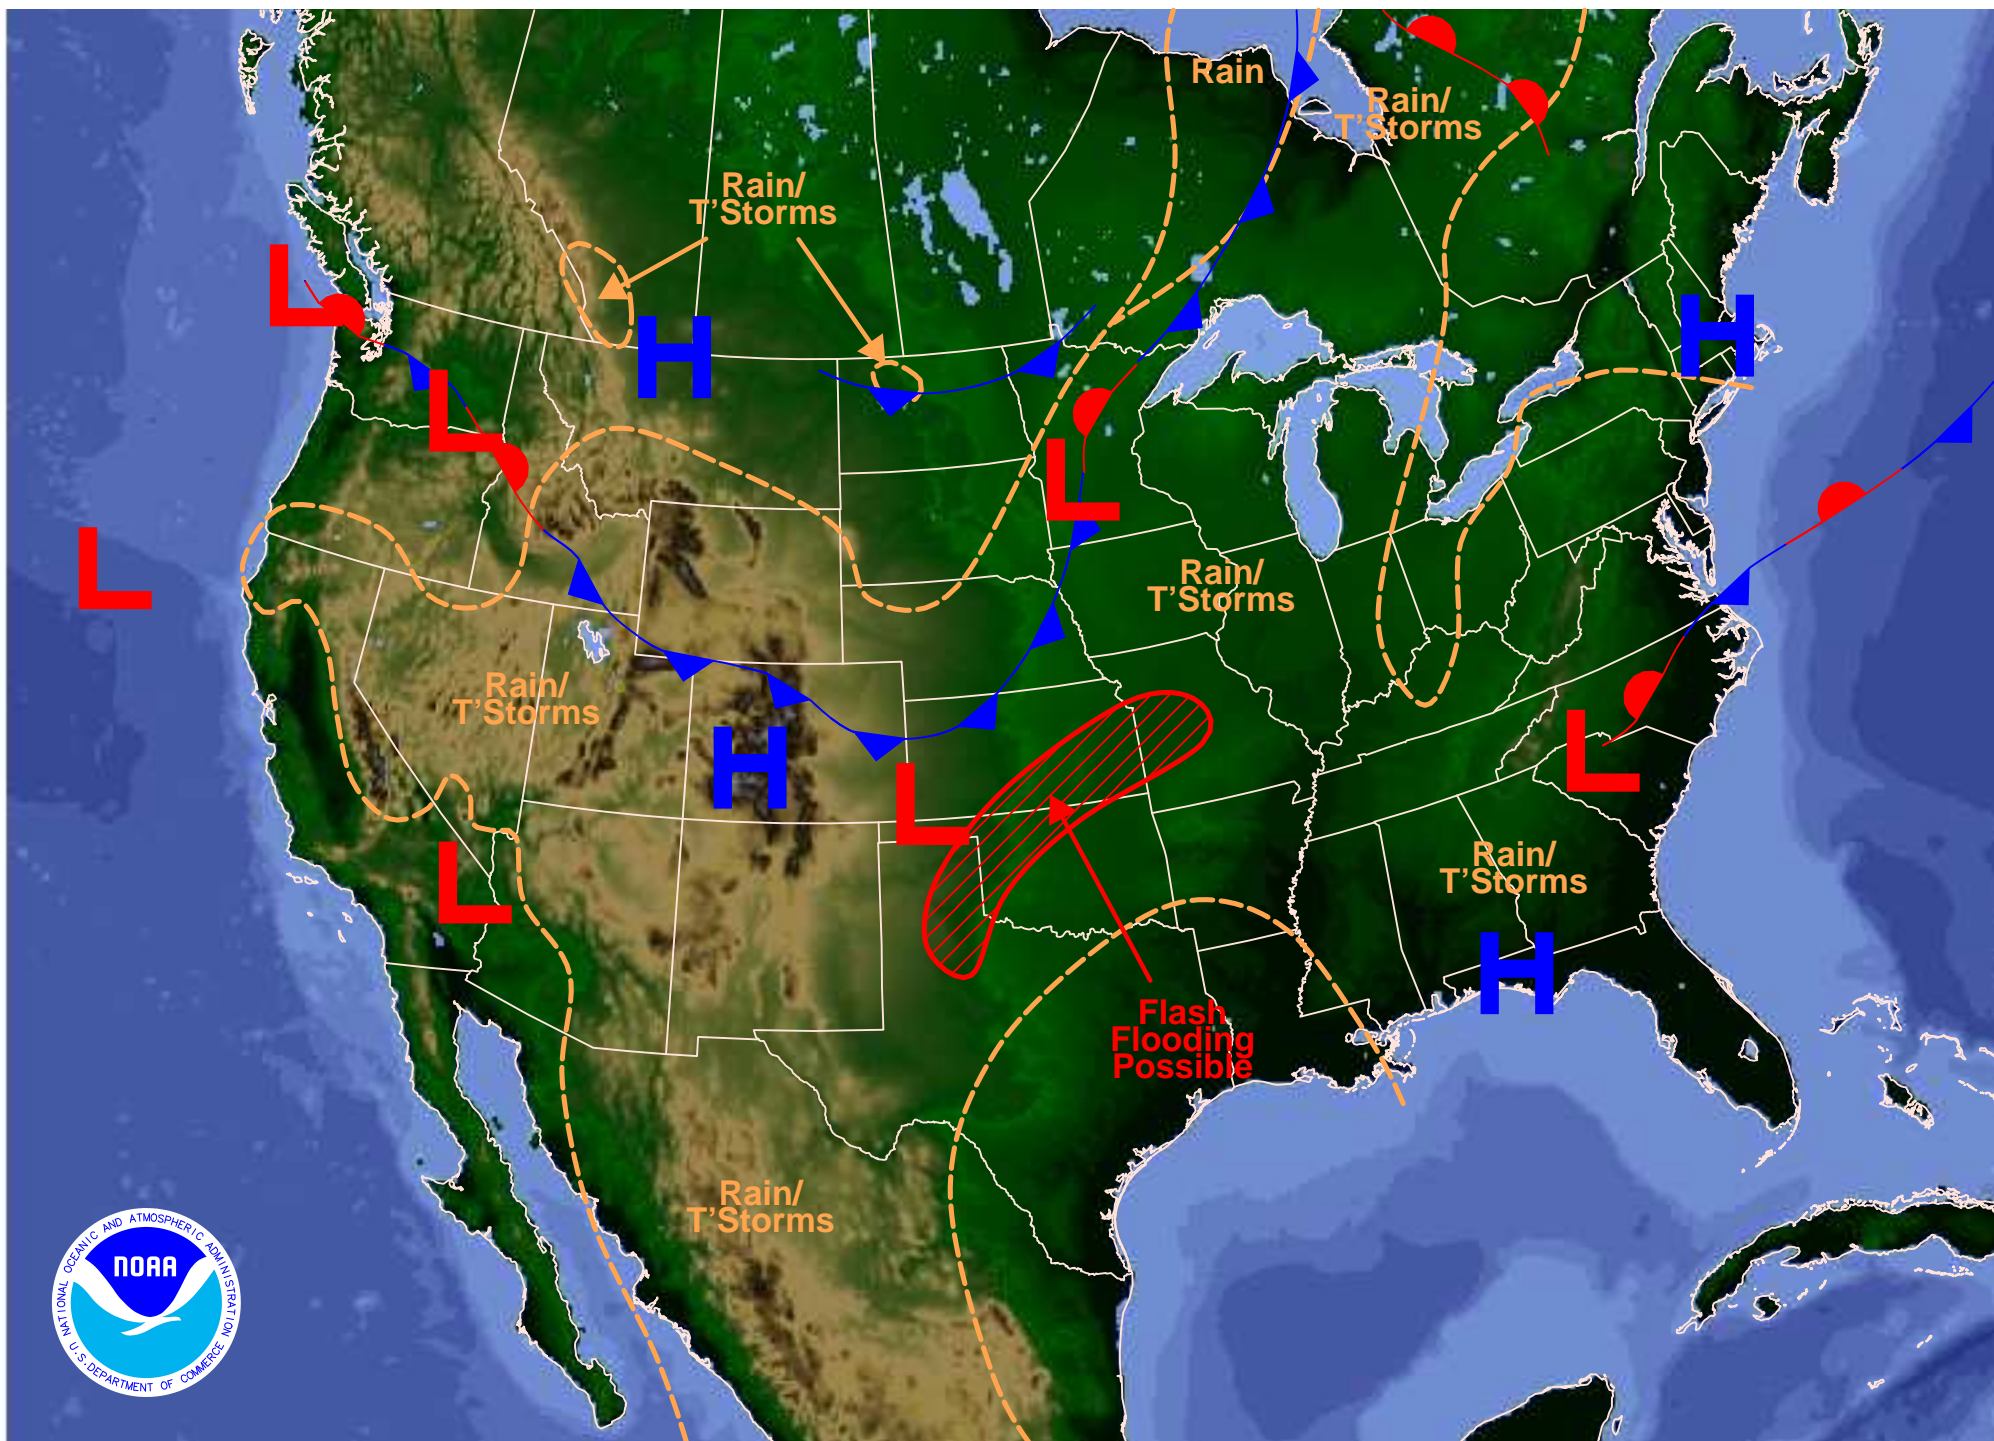 Rain
Rain/
T'Storms
Rain/
T'Storms
L
H
H
L
L
L
Rain/
T'Storms
Rain/
T'Storms
H
L
L
L
Rain/
T'Storms
H
Flash
Flooding
Possible
Rain/
T'Storms
NATIONAL OCEANIC AND ATMOSPHERIC ADMINISTRATION
NOAA
U.S. DEPARTMENT OF COMMERCE